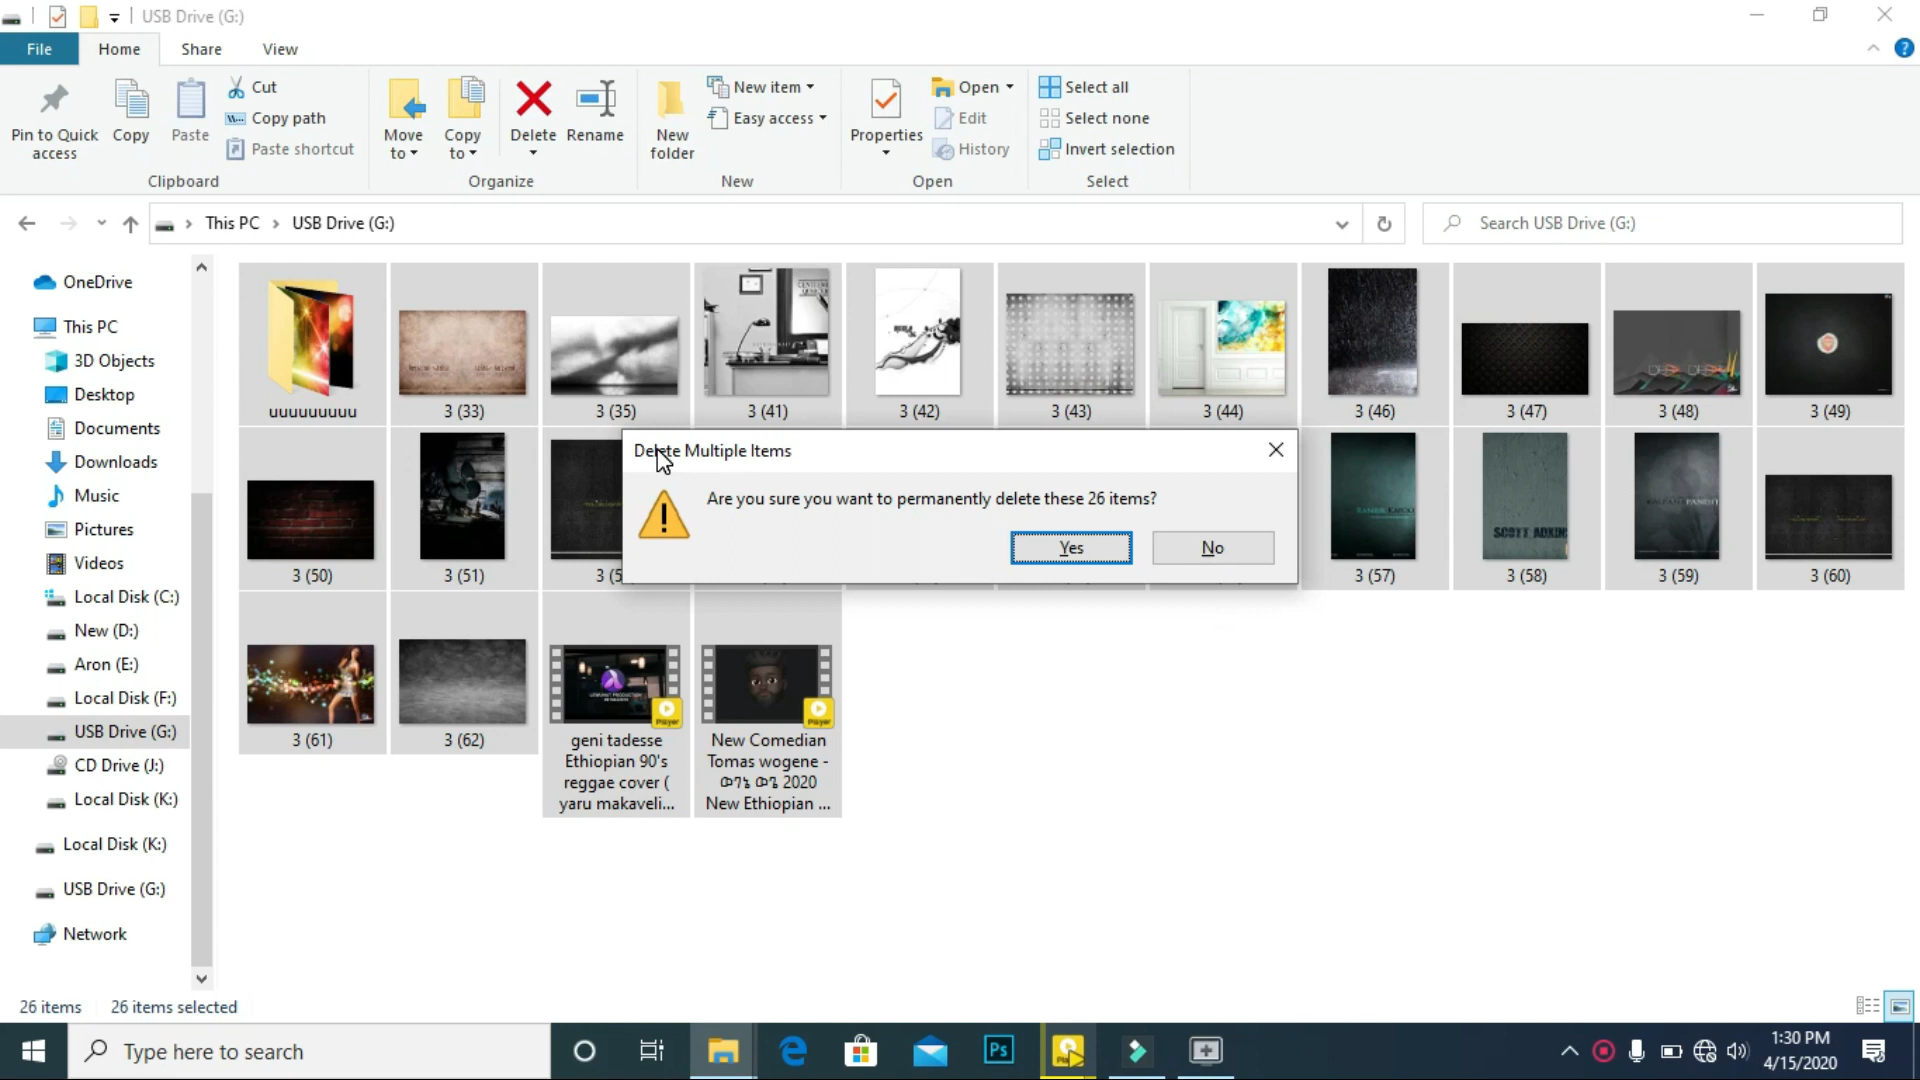 USB Drive (G:)
File
Home
Share
View
Pin to Quick
access
Copy
Paste
Cut
Copy path
Paste shortcut
Clipboard
Move
to
Copy
to
Delete
Rename
Organize
New
folder
New item
Easy access
New
Properties
Open
Edit
History
Open
Select all
Select none
Invert selection
Select
This PC
USB Drive (G:)
Search USB Drive (G:)
OneDrive
This PC
3D Objects
Desktop
Documents
Downloads
Music
Pictures
Videos
Local Disk (C:)
New (D:)
Aron (E:)
Local Disk (F:)
USB Drive (G:)
CD Drive (J:)
Local Disk (K:)
Local Disk (K:)
USB Drive (G:)
Network
uuuuuuuuu
3 (33)
3 (35)
3 (41)
3 (42)
3 (43)
3 (44)
3 (46)
3 (47)
3 (48)
3 (49)
Delete Multiple Items
Are you sure you want to permanently delete these 26 items?
Yes
No
SCOTT ADKINS
3 (50)
3 (51)
3 (57)
3 (58)
3 (59)
3 (60)
3 (61)
3 (62)
Player
geni tadesse
Ethiopian 90's
reggae cover (
yaru makaveli...
Player
New Comedian
Tomas wogene -
ወገኔ ወጌ 2020
New Ethiopian ...
26 items
26 items selected
Type here to search
Ps
1:30 PM
4/15/2020